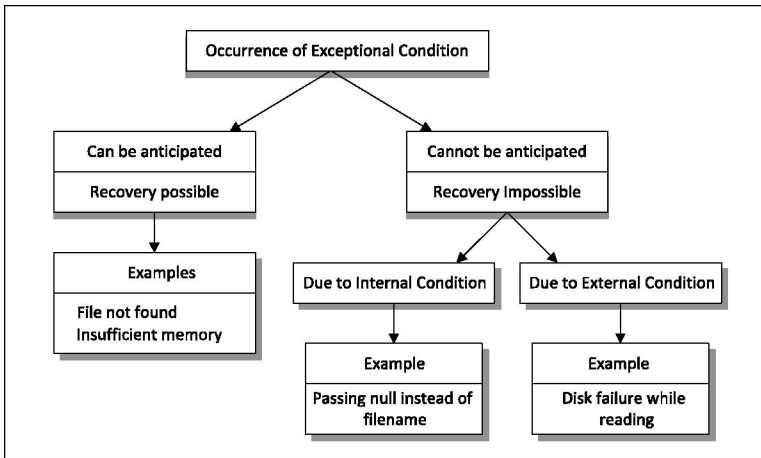 Occurrence of Exceptional Condition
Can be anticipated
Recovery possible
Cannot be anticipated
Recovery Impossible
Examples
File not found
Insufficient memory
Due to Internal Condition
Due to External Condition
Example
Passing null instead of
filename
Example
Disk failure while
reading